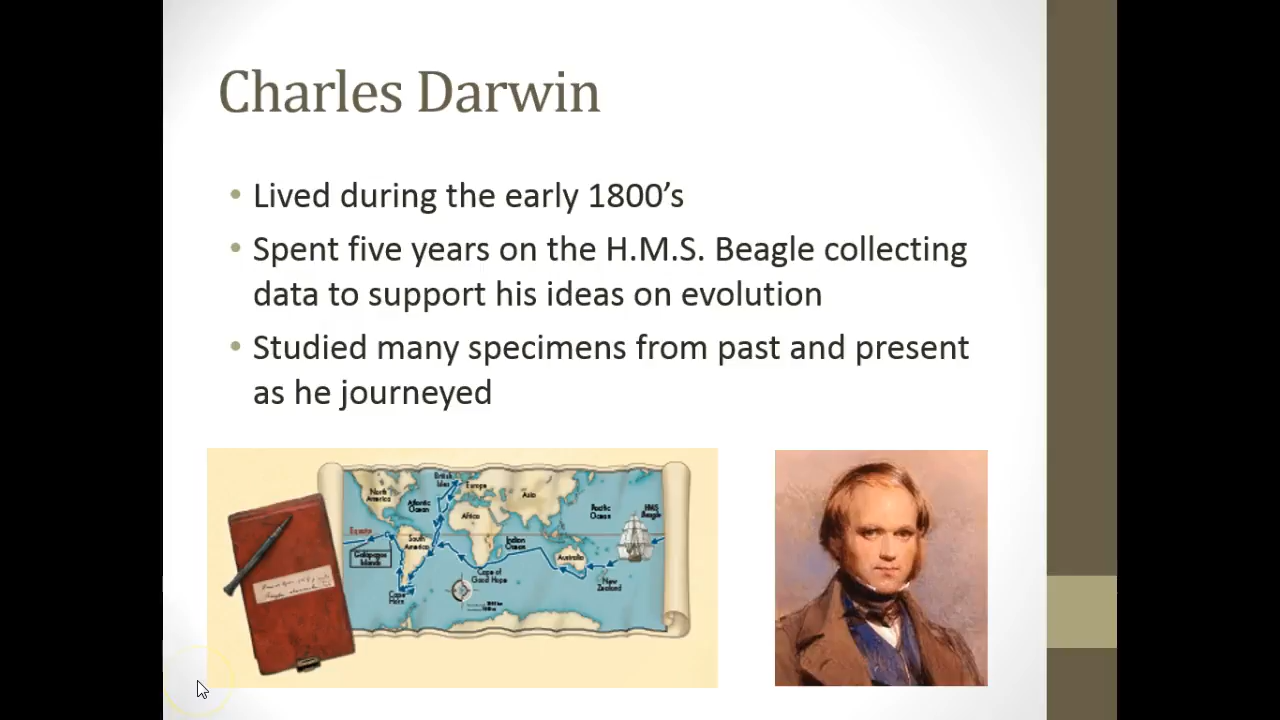 Charles Darwin
• Lived during the early 1800’s
• Spent five years on the H.M.S. Beagle collecting
data to support his ideas on evolution
• Studied many specimens from past and present
as he journeyed
British
Isles
Europe
North
America
Asia
Atlantic
Ocean
Pacific
Ocean
HMS
Beagle
Africa
Equator
South
America
Indian
Ocean
Galápagos
Islands
Australia
Cape of
Good Hope
New
Zealand
Cape
Horn